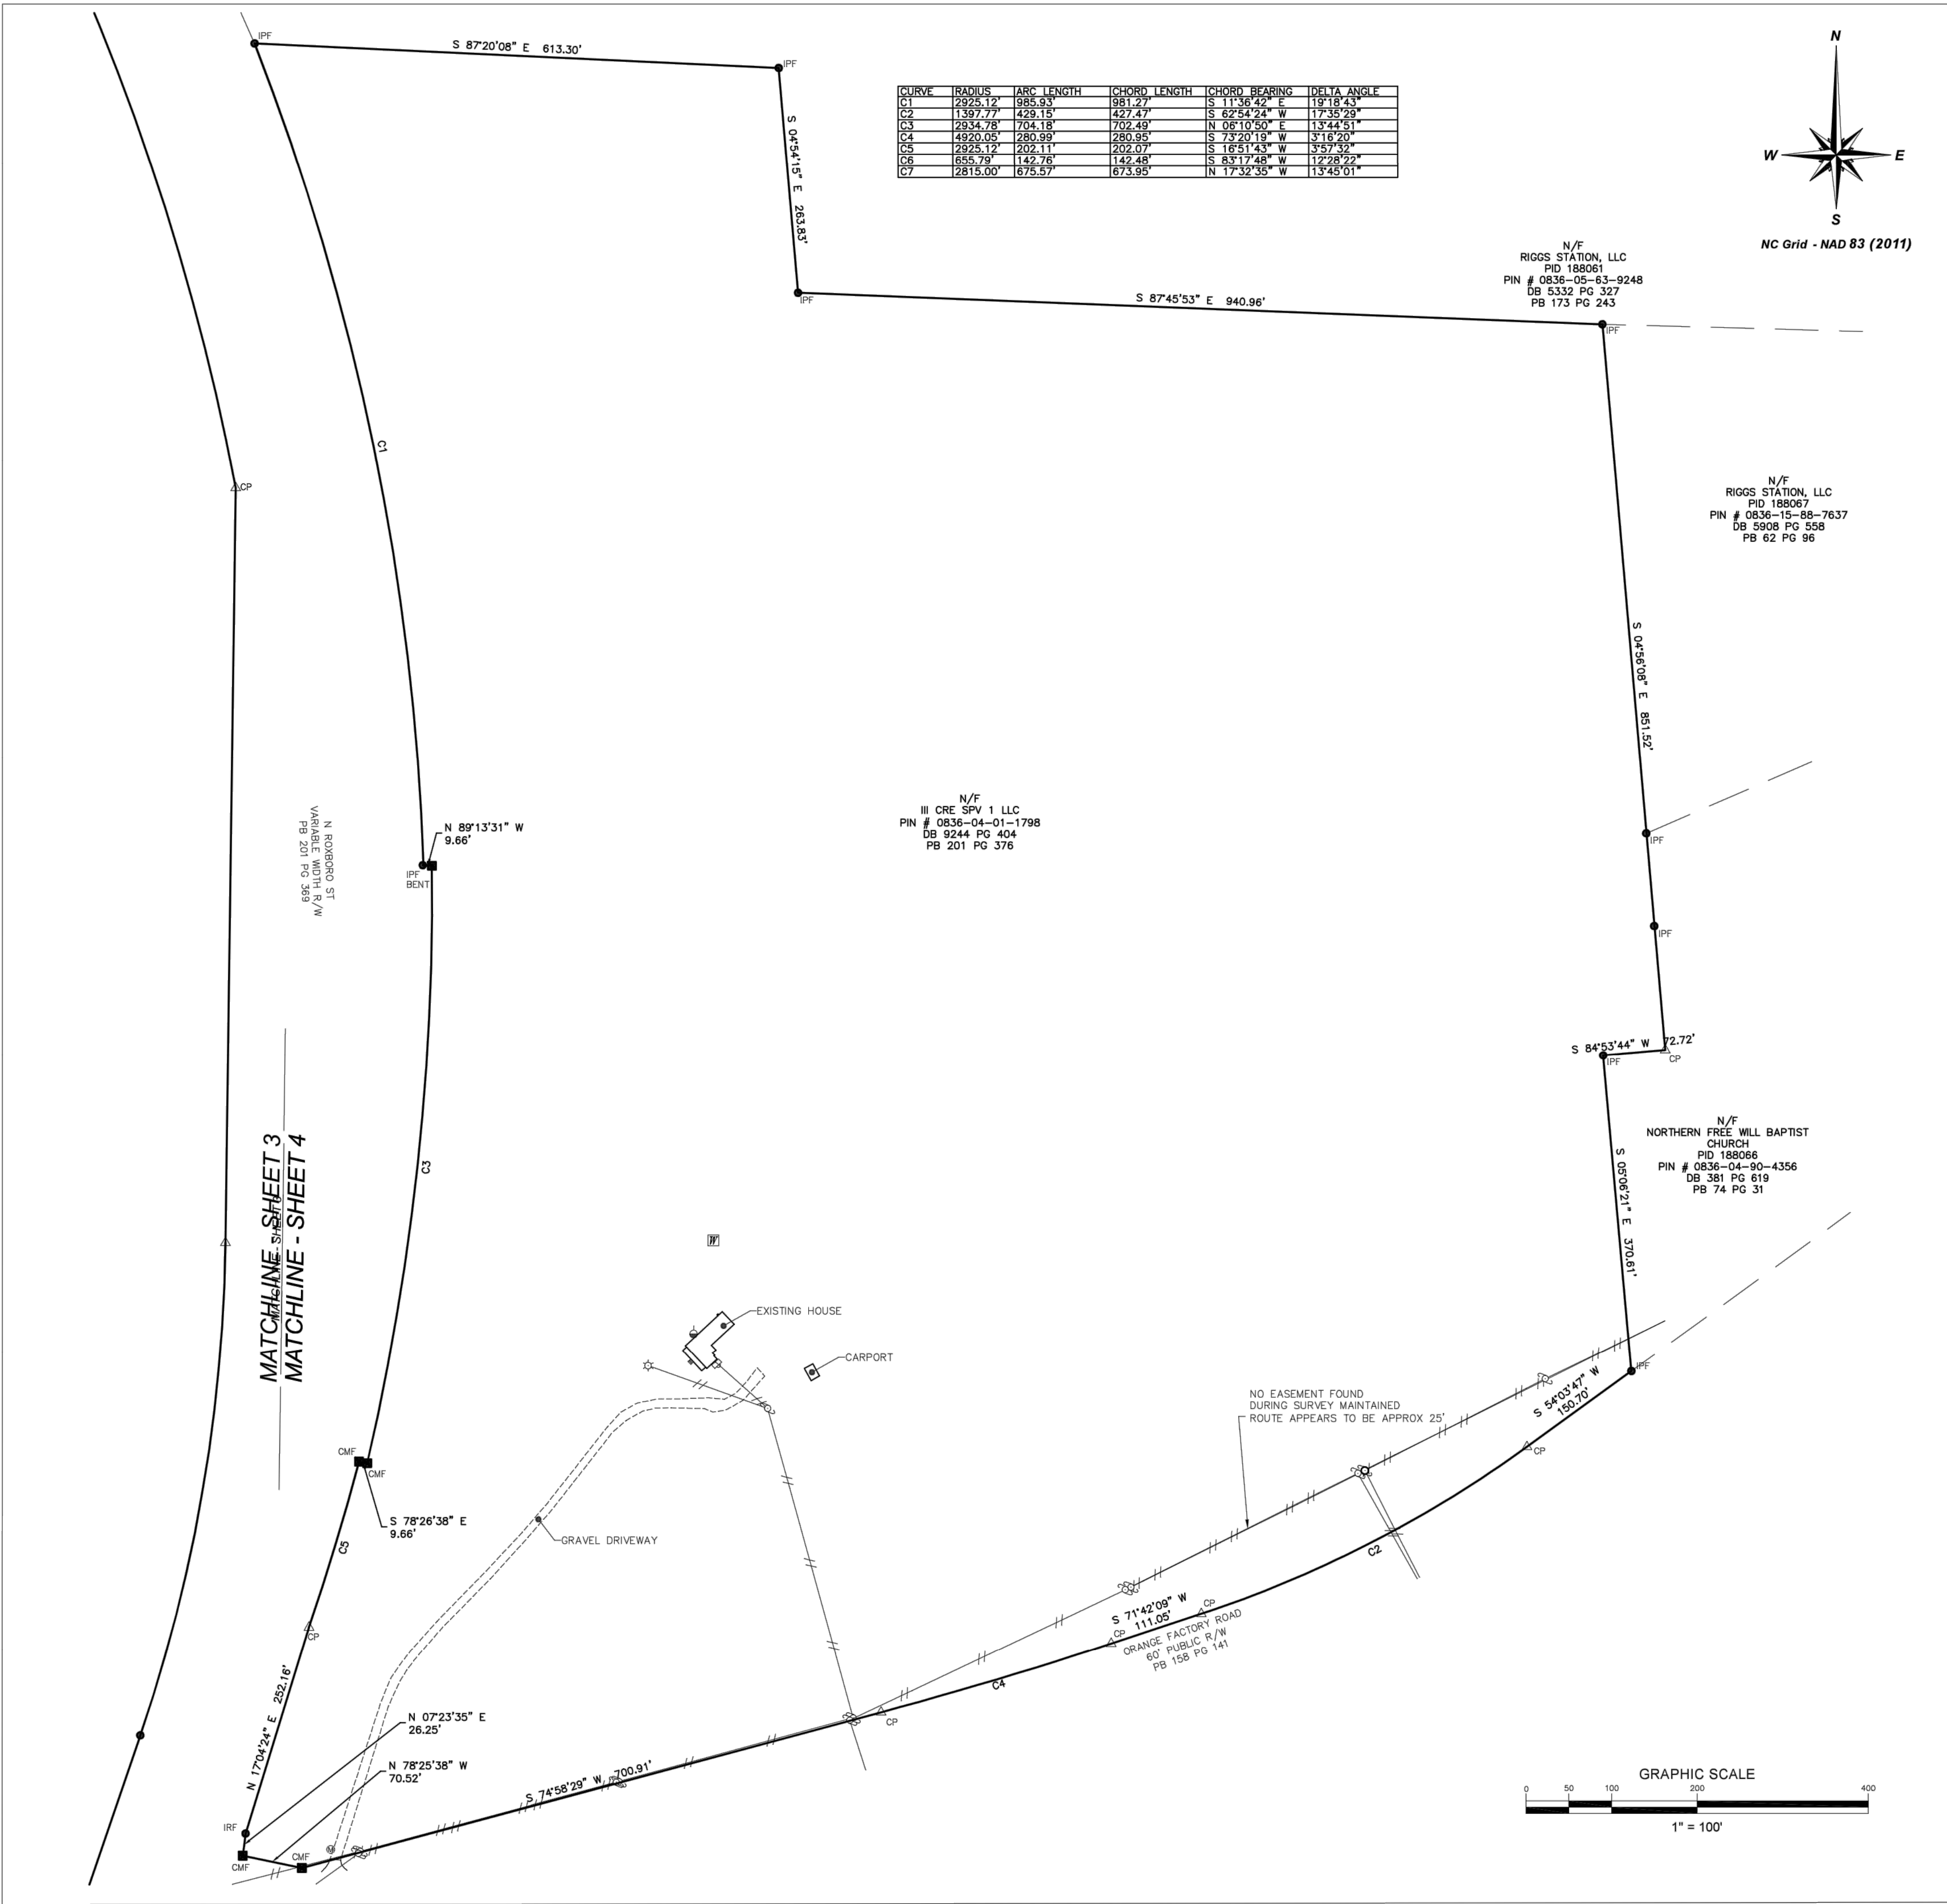 IPF
S 87°20'08" E 613.30'
IPF
S 04°54'15" E 263.83'
IPF
CURVE RADIUS ARC LENGTH CHORD LENGTH CHORD BEARING DELTA ANGLE
C1 2925.12' 985.93' 981.27' S 11°36'42" E 19°18'43"
C2 1397.77' 429.15' 427.47' S 62°54'24" W 17°35'29"
C3 2934.78' 704.18' 702.49' N 06°10'50" E 13°44'51"
C4 4920.05' 280.99' 280.95' S 73°20'19" W 3°16'20"
C5 2925.12' 202.11' 202.07' S 16°51'43" W 3°57'32"
C6 655.79' 142.76' 142.48' S 83°17'48" W 12°28'22"
C7 2815.00' 675.57' 673.95' N 17°32'35" W 13°45'01"
N
W
E
S
NC Grid - NAD 83 (2011)
N/F
RIGGS STATION, LLC
PID 188061
PIN # 0836-05-63-9248
DB 5332 PG 327
PB 173 PG 243
S 87°45'53" E 940.96'
IPF
C1
CP
N/F
RIGGS STATION, LLC
PID 188067
PIN # 0836-15-88-7637
DB 5908 PG 558
PB 62 PG 96
S 04°56'08" E 851.52'
IPF
IPF
N ROXBORO ST
VARIABLE WIDTH R/W
PB 201 PG 369
N 89°13'31" W
9.66'
IPF
BENT
N/F
III CRE SPV 1 LLC
PIN # 0836-04-01-1798
DB 9244 PG 404
PB 201 PG 376
S 84°53'44" W 72.72'
IPF
CP
N/F
NORTHERN FREE WILL BAPTIST
CHURCH
PID 188066
PIN # 0836-04-90-4356
DB 381 PG 619
PB 74 PG 31
S 05°06'21" E 370.61'
IPF
C3
MATCHLINE - SHEET 3
MATCHLINE - SHEET 4
W
EXISTING HOUSE
CARPORT
NO EASEMENT FOUND
DURING SURVEY MAINTAINED
ROUTE APPEARS TO BE APPROX 25'
S 54°03'47" W
150.70'
CP
CMF
CMF
S 78°26'38" E
9.66'
C5
GRAVEL DRIVEWAY
C2
CP
S 71°42'09" W
111.05'
CP
ORANGE FACTORY ROAD
60' PUBLIC R/W
PB 158 PG 141
CP
C4
CP
N 17°04'24" E 252.16'
N 07°23'35" E
26.25'
N 78°25'38" W
70.52'
S 74°58'29" W 700.91'
IRF
CMF
CMF
M
GRAPHIC SCALE
0 50 100 200 400
1" = 100'